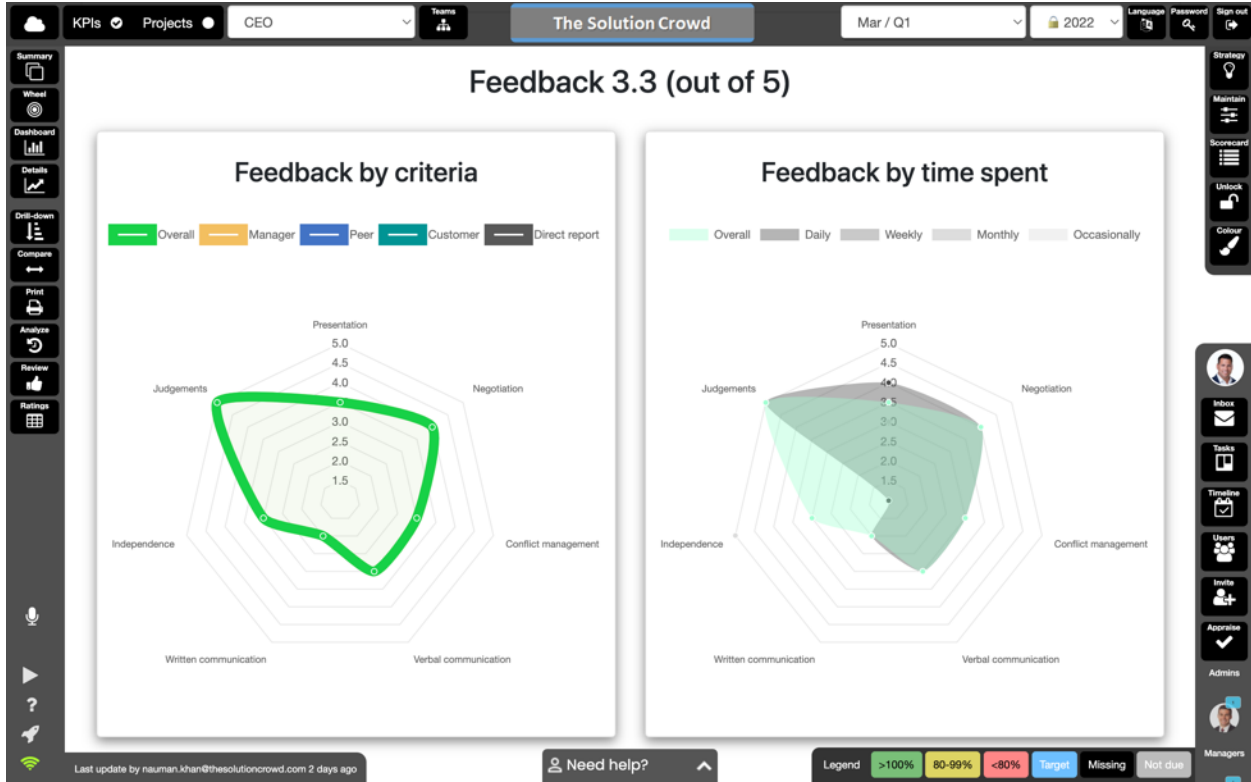 KPIs Projects CEO Teams The Solution Crowd Mar / Q1 2022 Language Password Sign out
Summary
Wheel
Dashboard
Details
Drill-down
Compare
Print
Analyze
Review
Ratings
Feedback 3.3 (out of 5)
Feedback by criteria
Overall Manager Peer Customer Direct report
Presentation
5.0
4.5
4.0
3.0
2.5
2.0
1.5
Judgements
Negotiation
Independence
Conflict management
Written communication
Verbal communication
Feedback by time spent
Overall Daily Weekly Monthly Occasionally
Presentation
5.0
4.5
4.0
3.5
3.0
2.5
2.0
1.5
Judgements
Negotiation
Independence
Conflict management
Written communication
Verbal communication
Strategy
Maintain
Scorecard
Unlock
Colour
Inbox
Tasks
Timeline
Users
Invite
Appraise
Admins
Managers
?
Last update by nauman.khan@thesolutioncrowd.com 2 days ago
Need help?
Legend >100% 80-99% <80% Target Missing Not due